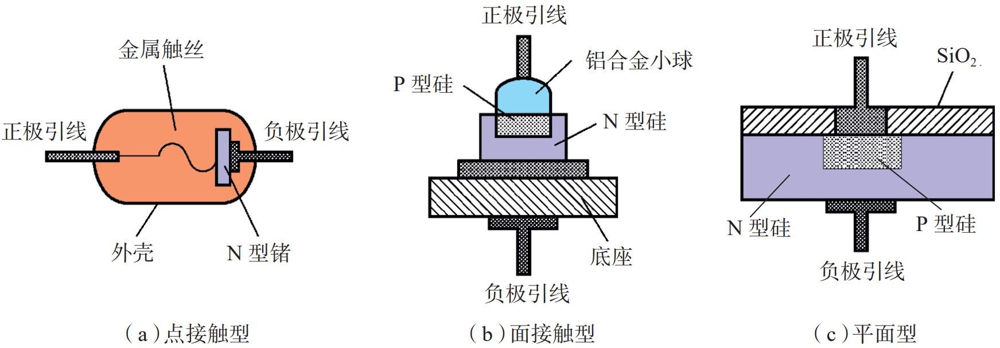 金属触丝
正极引线
负极引线
外壳
N 型锗
(a)点接触型
正极引线
铝合金小球
P 型硅
N 型硅
底座
负极引线
(b)面接触型
正极引线
SiO₂
N 型硅
P 型硅
负极引线
(c)平面型